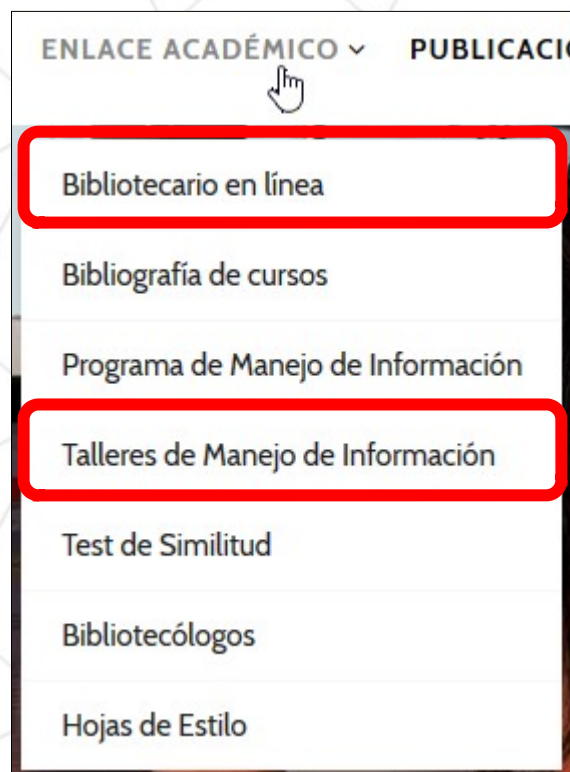 ENLACE ACADÉMICO
Bibliotecario en línea
Bibliografía de cursos
Programa de Manejo de Información
Talleres de Manejo de Información
Test de Similitud
Bibliotecólogos
Hojas de Estilo